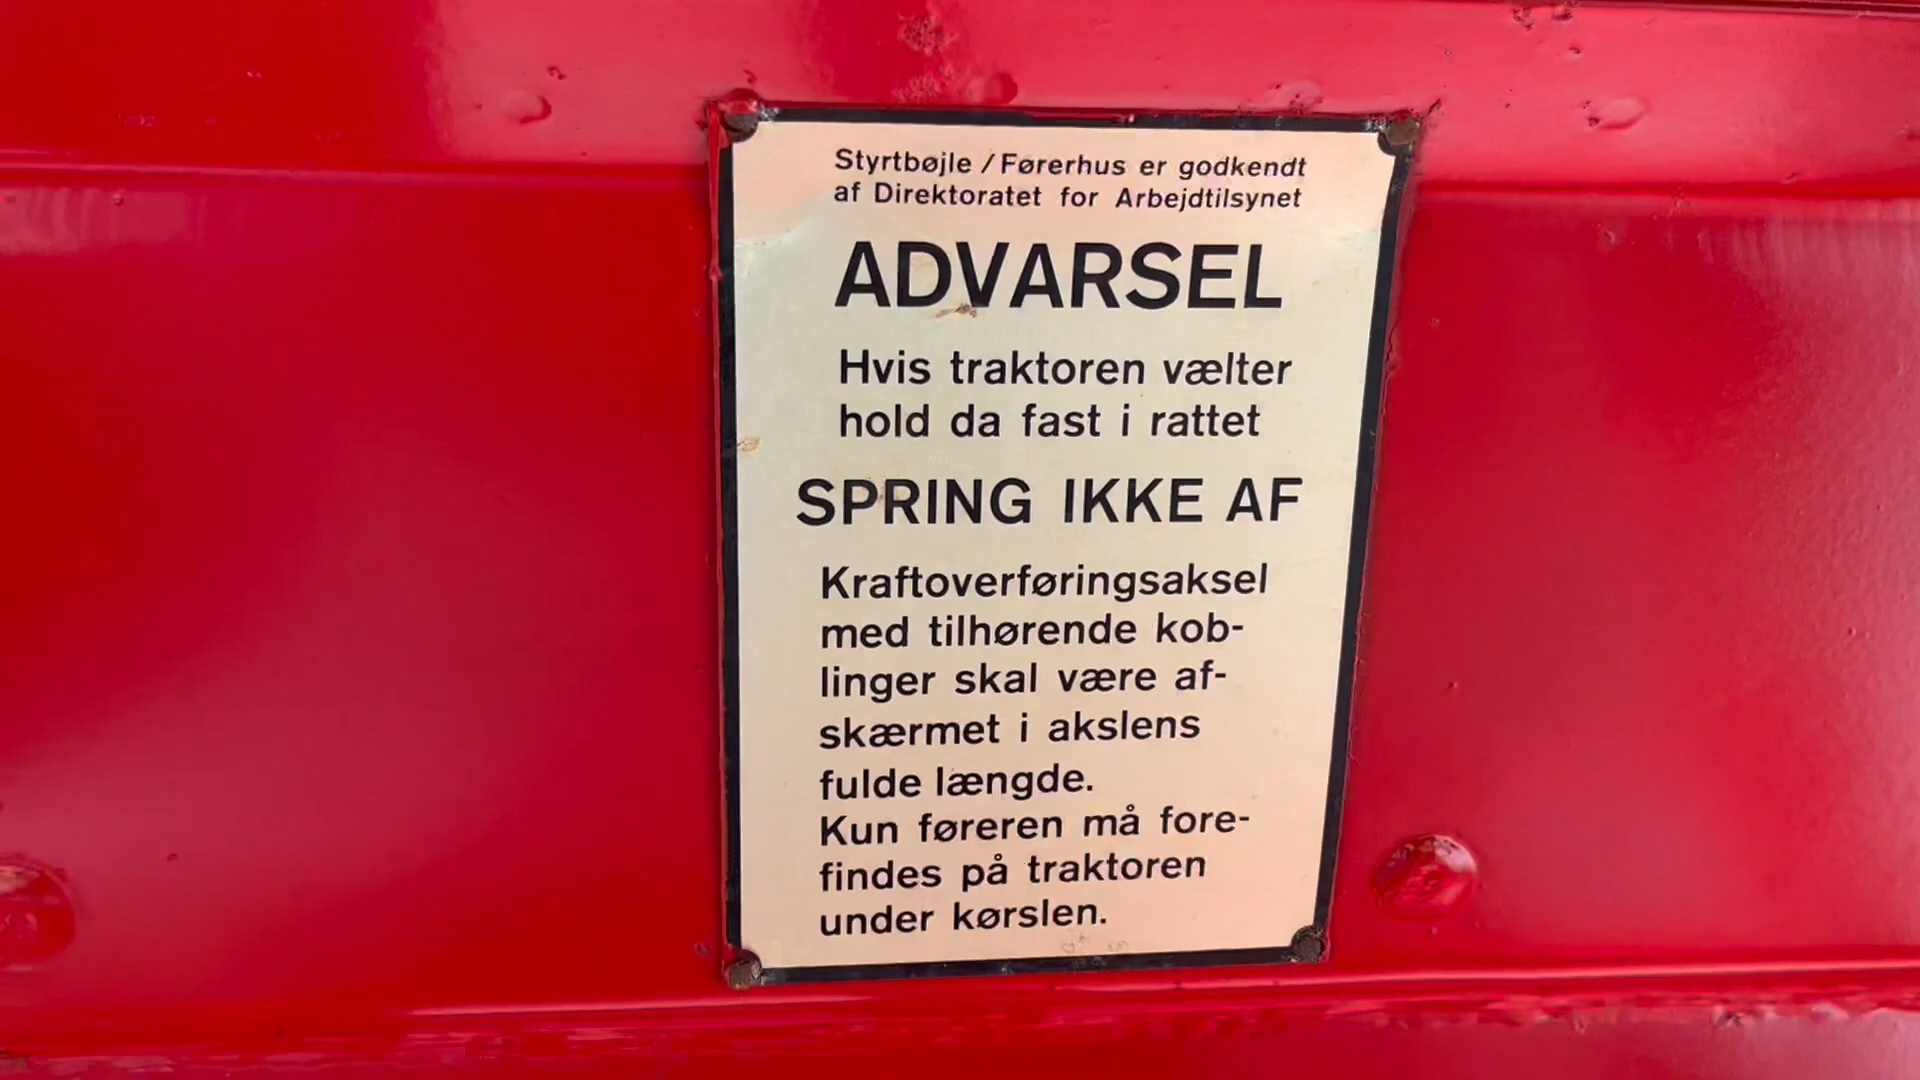 Styrtbøjle / Førerhus er godkendt
af Direktoratet for Arbejdtilsynet
ADVARSEL
Hvis traktoren vælter
hold da fast i rattet
SPRING IKKE AF
Kraftoverføringsaksel
med tilhørende kob-
linger skal være af-
skærmet i akslens
fulde længde.
Kun føreren må fore-
findes på traktoren
under kørslen.